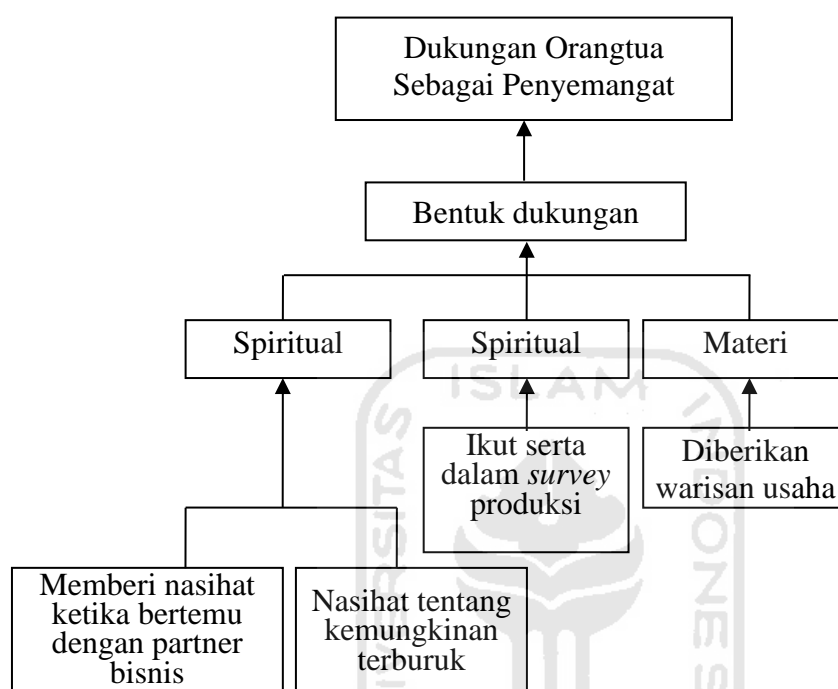 Dukungan Orangtua
Sebagai Penyemangat
Bentuk dukungan
Spiritual
Spiritual
Materi
Ikut serta
dalam survey
produksi
Diberikan
warisan usaha
Memberi nasihat
ketika bertemu
dengan partner
bisnis
Nasihat tentang
kemungkinan
terburuk
ISLAM